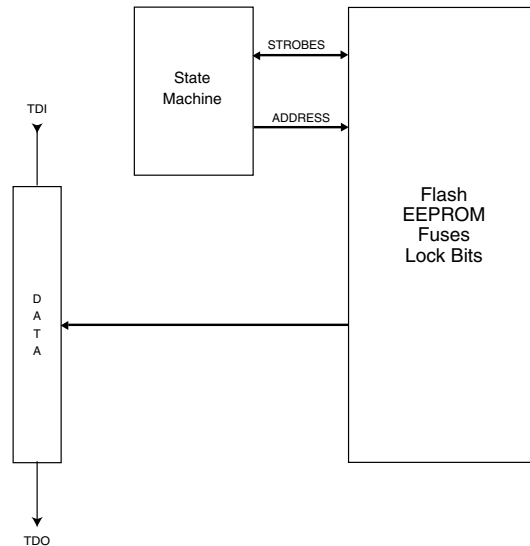 STROBES
State
Machine
ADDRESS
TDI
Flash
EEPROM
Fuses
Lock Bits
D
A
T
A
TDO